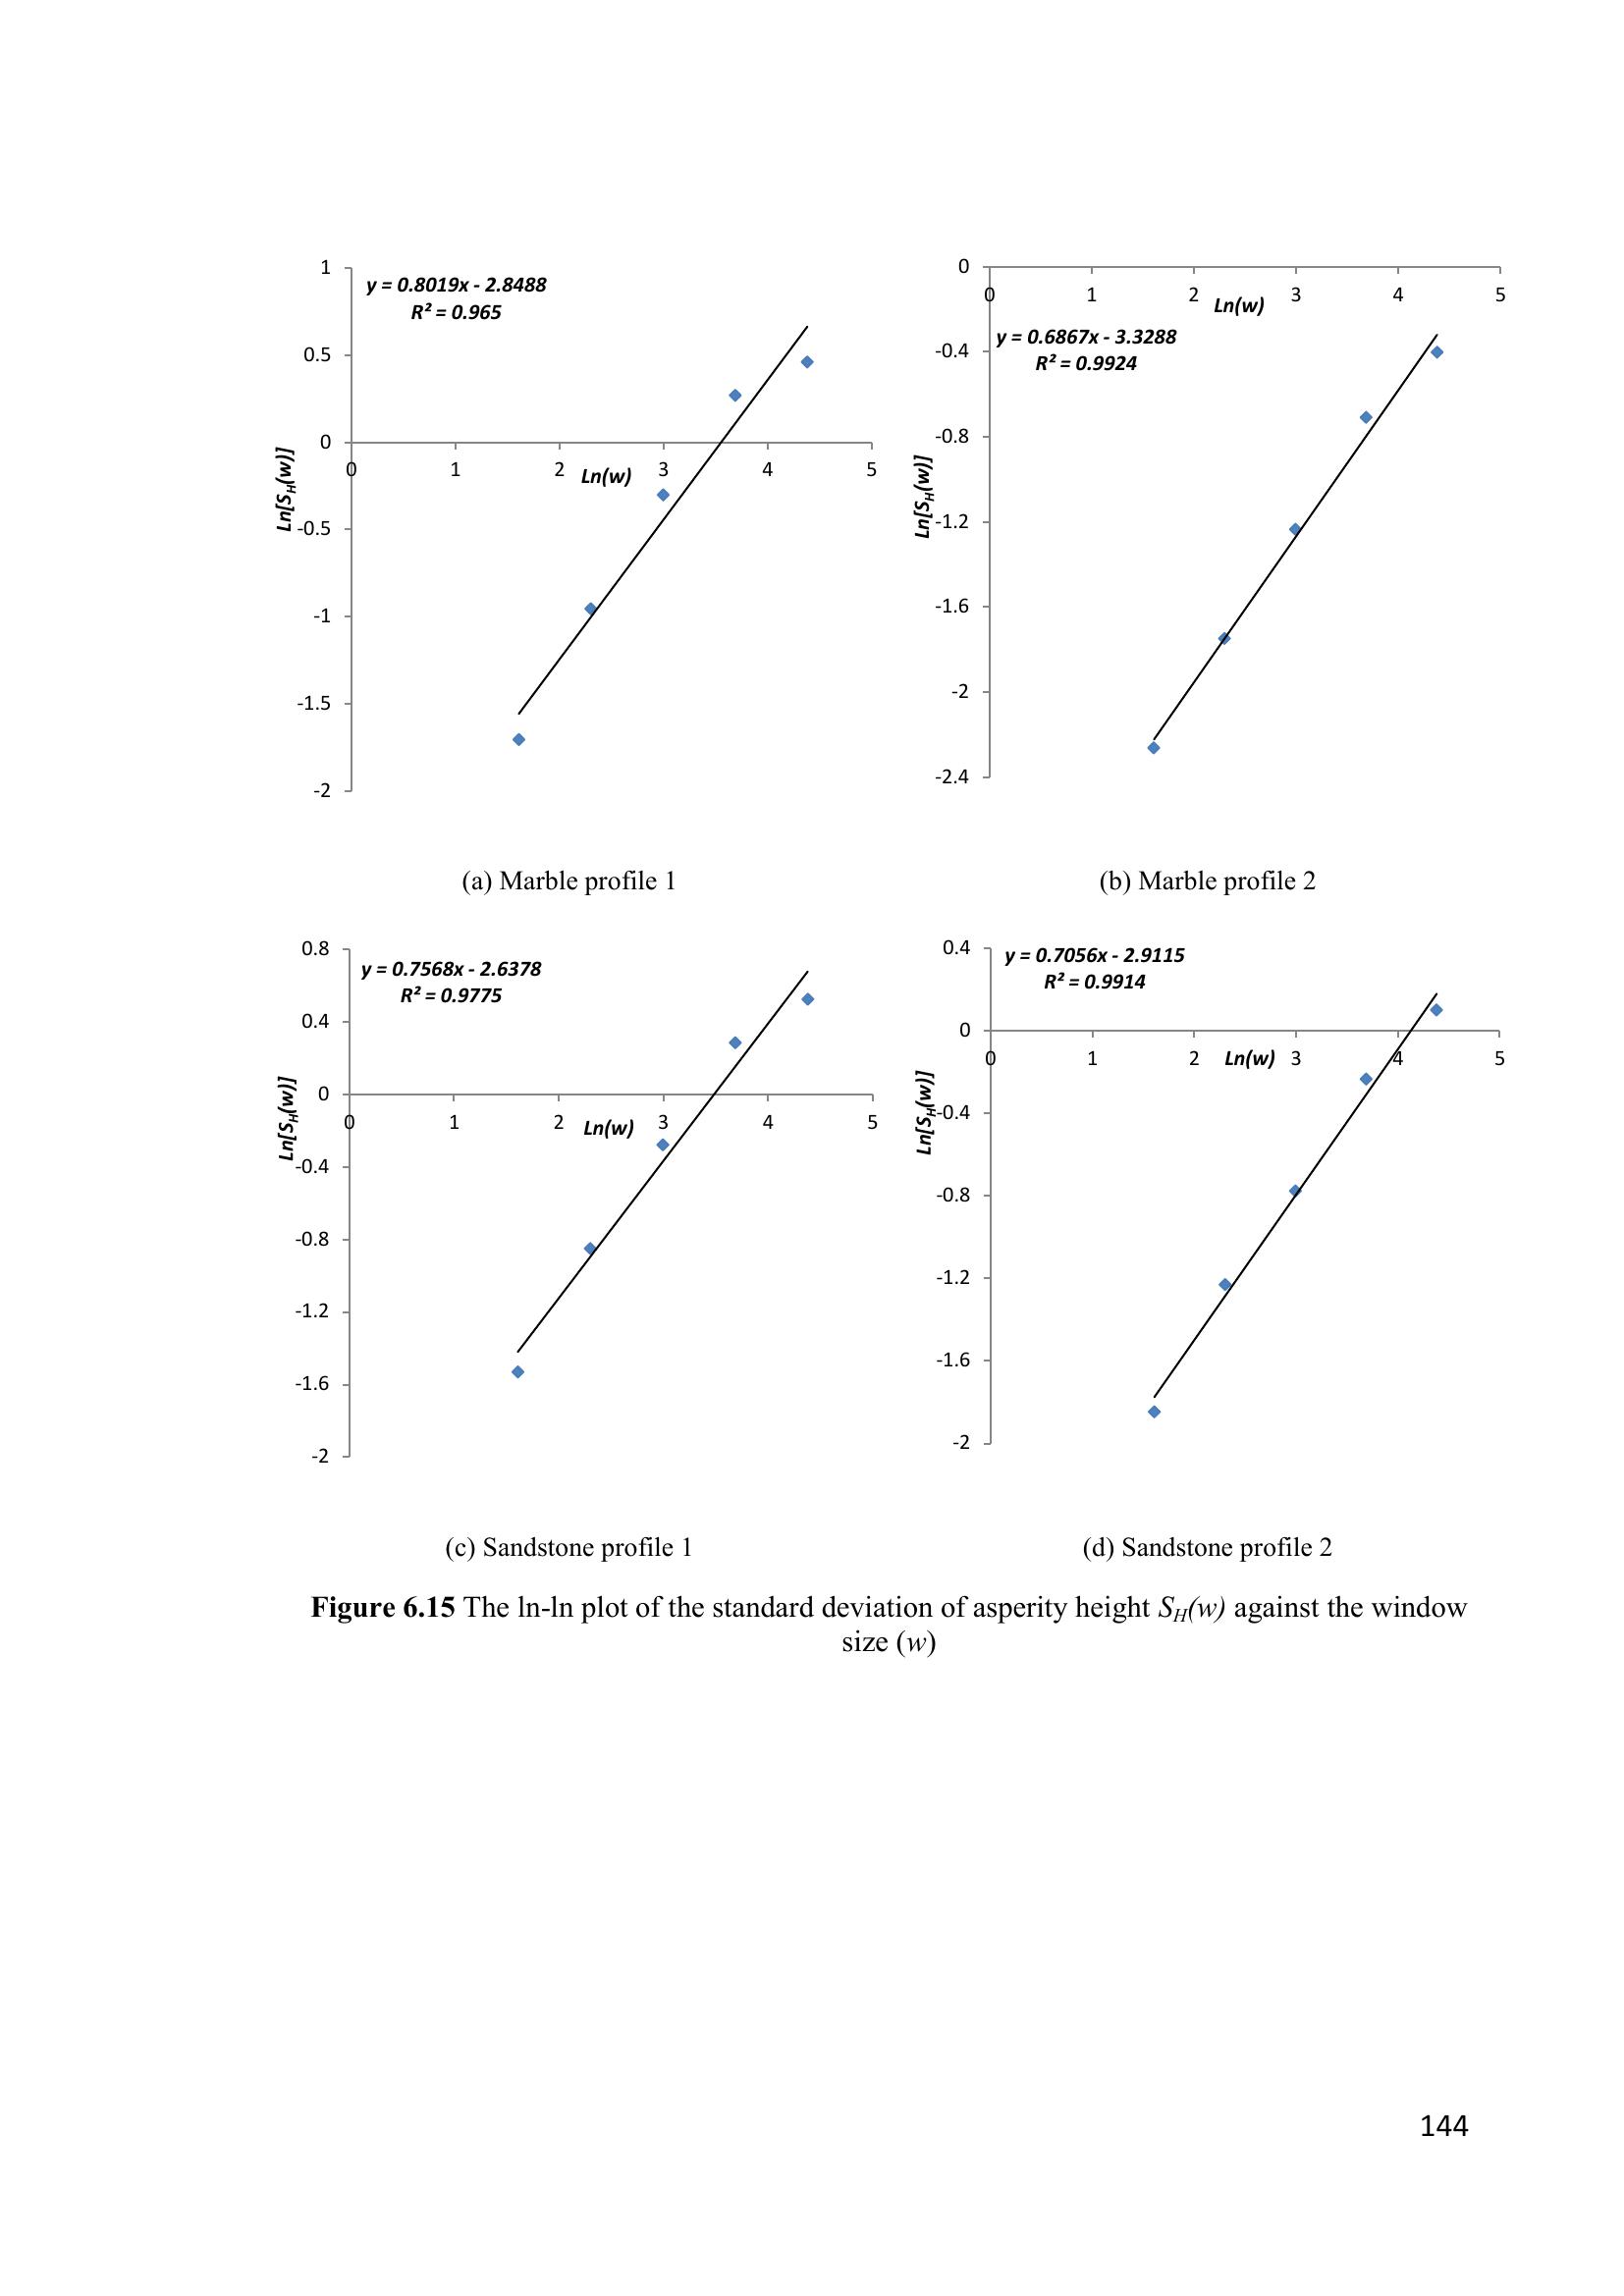 y = 0.8019x - 2.8488
R² = 0.965
1
0.5
0
-0.5
-1
-1.5
-2
0 1 2 3 4 5
Ln(w)
Ln[S_H(w)]
(a) Marble profile 1
y = 0.6867x - 3.3288
R² = 0.9924
0
-0.4
-0.8
-1.2
-1.6
-2
-2.4
0 1 2 3 4 5
Ln(w)
Ln[S_H(w)]
(b) Marble profile 2
y = 0.7568x - 2.6378
R² = 0.9775
0.8
0.4
0
-0.4
-0.8
-1.2
-1.6
-2
0 1 2 3 4 5
Ln(w)
Ln[S_H(w)]
(c) Sandstone profile 1
y = 0.7056x - 2.9115
R² = 0.9914
0.4
0
-0.4
-0.8
-1.2
-1.6
-2
0 1 2 3 4 5
Ln(w)
Ln[S_H(w)]
(d) Sandstone profile 2
Figure 6.15 The ln-ln plot of the standard deviation of asperity height S_H(w) against the window
size (w)
144